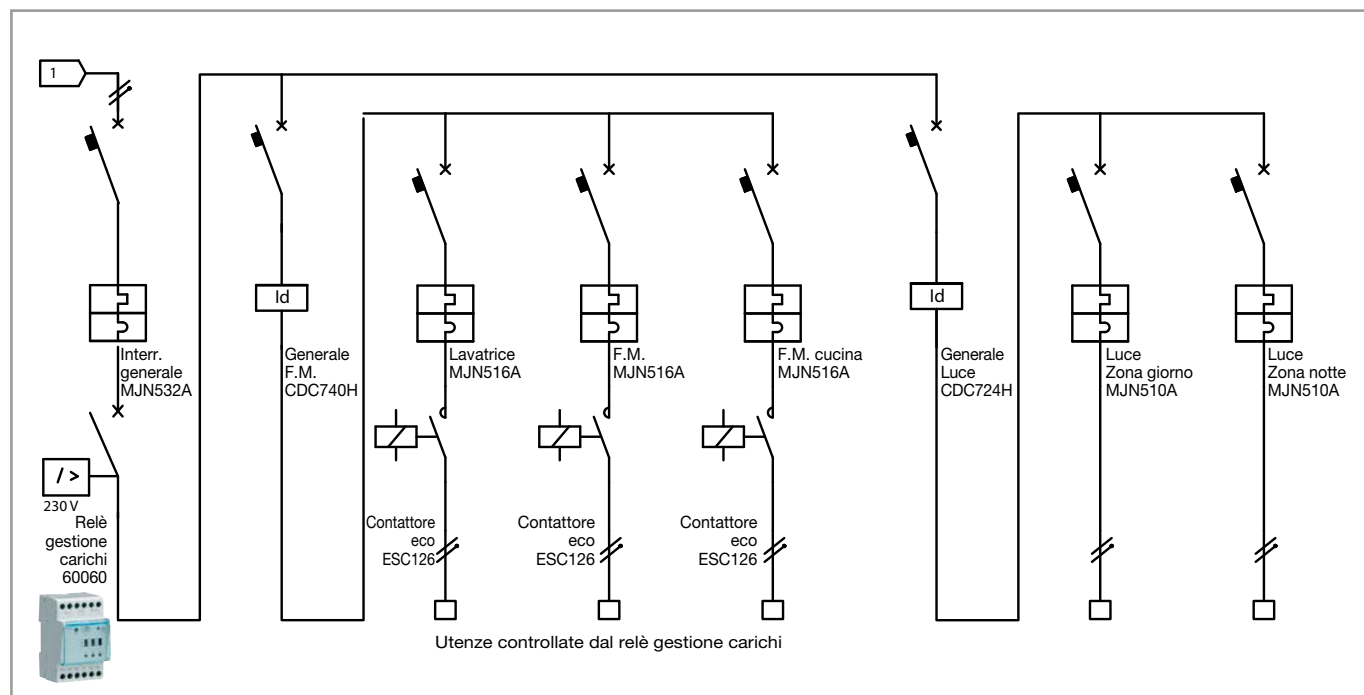 1
Id
Id
Interr.
generale
MJN532A
Generale
F.M.
CDC740H
Lavatrice
MJN516A
F.M.
MJN516A
F.M. cucina
MJN516A
Generale
Luce
CDC724H
Luce
Zona giorno
MJN510A
Luce
Zona notte
MJN510A
/ >
230 V
Relè
gestione
carichi
60060
Contattore
eco
ESC126
Contattore
eco
ESC126
Contattore
eco
ESC126
Utenze controllate dal relè gestione carichi